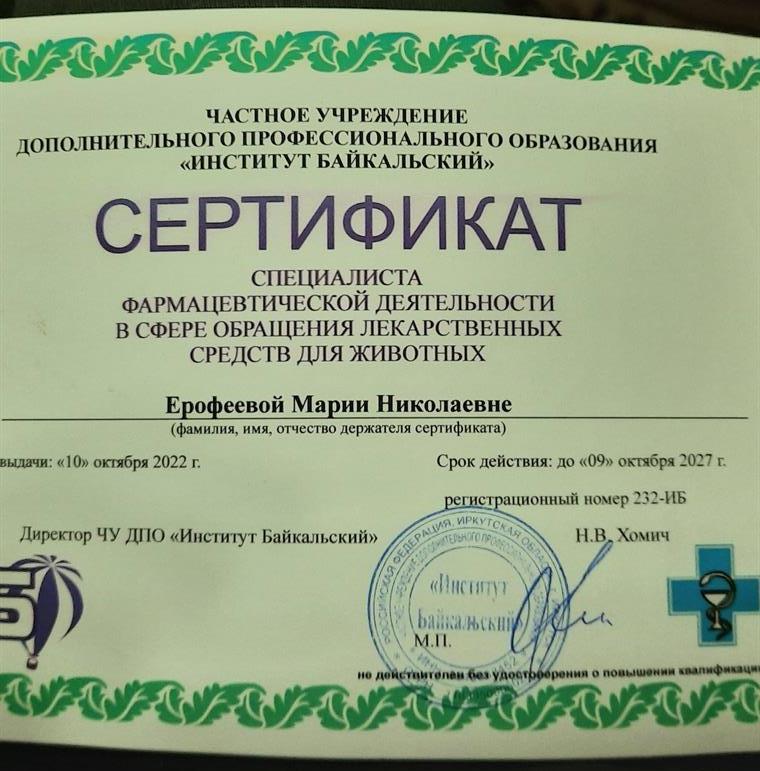 ЧАСТНОЕ УЧРЕЖДЕНИЕ
ДОПОЛНИТЕЛЬНОГО ПРОФЕССИОНАЛЬНОГО ОБРАЗОВАНИЯ
«ИНСТИТУТ БАЙКАЛЬСКИЙ»
СЕРТИФИКАТ
СПЕЦИАЛИСТА
ФАРМАЦЕВТИЧЕСКОЙ ДЕЯТЕЛЬНОСТИ
В СФЕРЕ ОБРАЩЕНИЯ ЛЕКАРСТВЕННЫХ
СРЕДСТВ ДЛЯ ЖИВОТНЫХ
Ерофеевой Марии Николаевне
(фамилия, имя, отчество держателя сертификата)
выдачи: «10» октября 2022 г.
Срок действия: до «09» октября 2027 г.
регистрационный номер 232-ИБ
Директор ЧУ ДПО «Институт Байкальский»
Н.В. Хомич
РОССИЙСКАЯ ФЕДЕРАЦИЯ, ИРКУТСКАЯ
«Институт
Байкальский»
Б
М.П.
не действителен без удостоверения о повышении квалификации